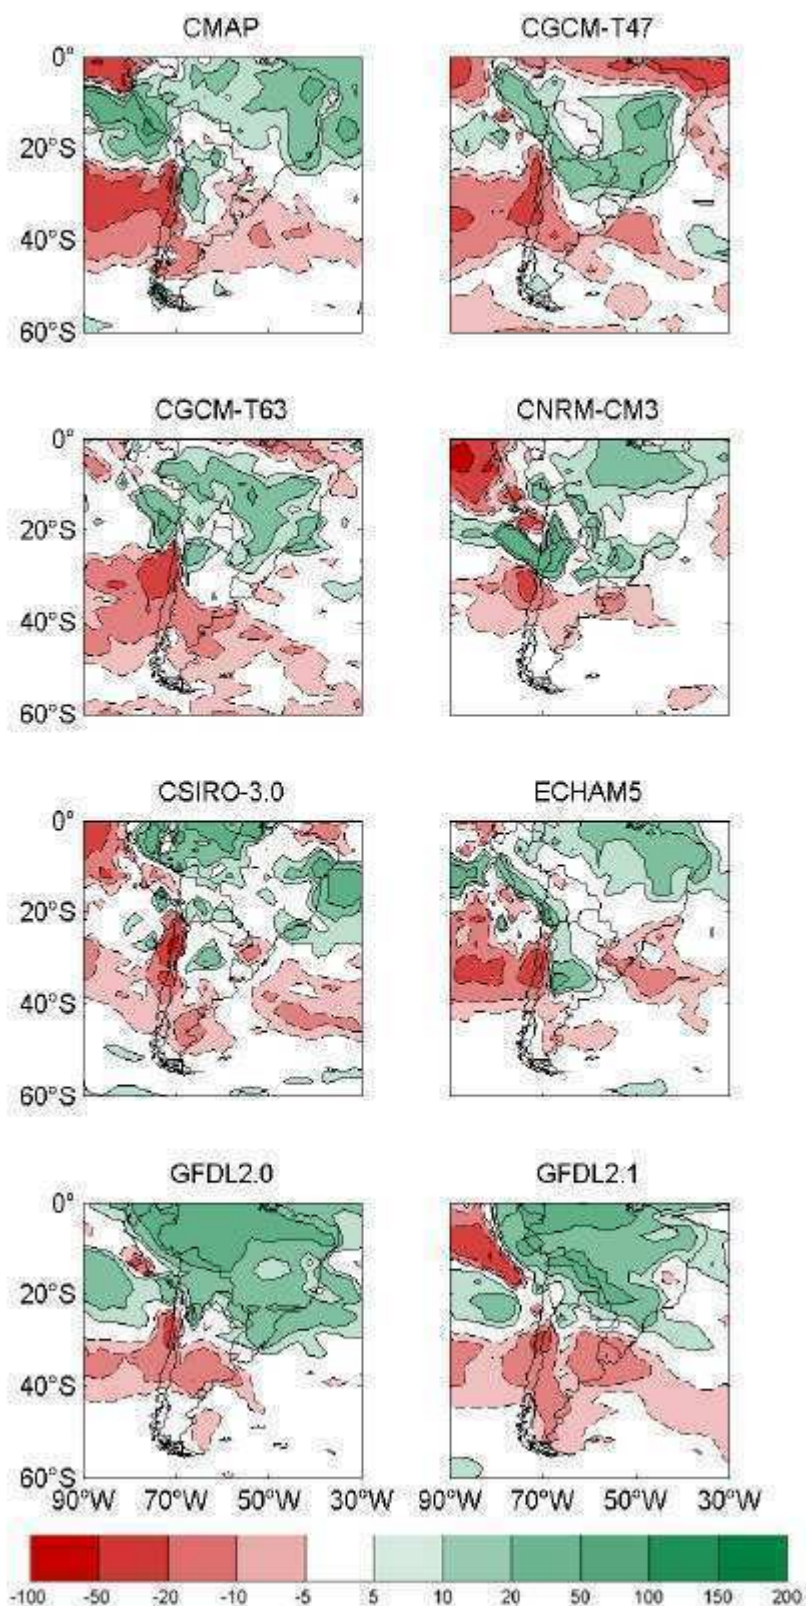 CMAP CGCM-T47
0°
20°S
40°S
60°S
CGCM-T63 CNRM-CM3
0°
20°S
40°S
60°S
CSIRO-3.0 ECHAM5
0°
20°S
40°S
60°S
GFDL2.0 GFDL2.1
0°
20°S
40°S
60°S
90°W 70°W 50°W 30°W 90°W 70°W 50°W 30°W
-100 -50 -20 -10 -5 5 10 20 50 100 150 200